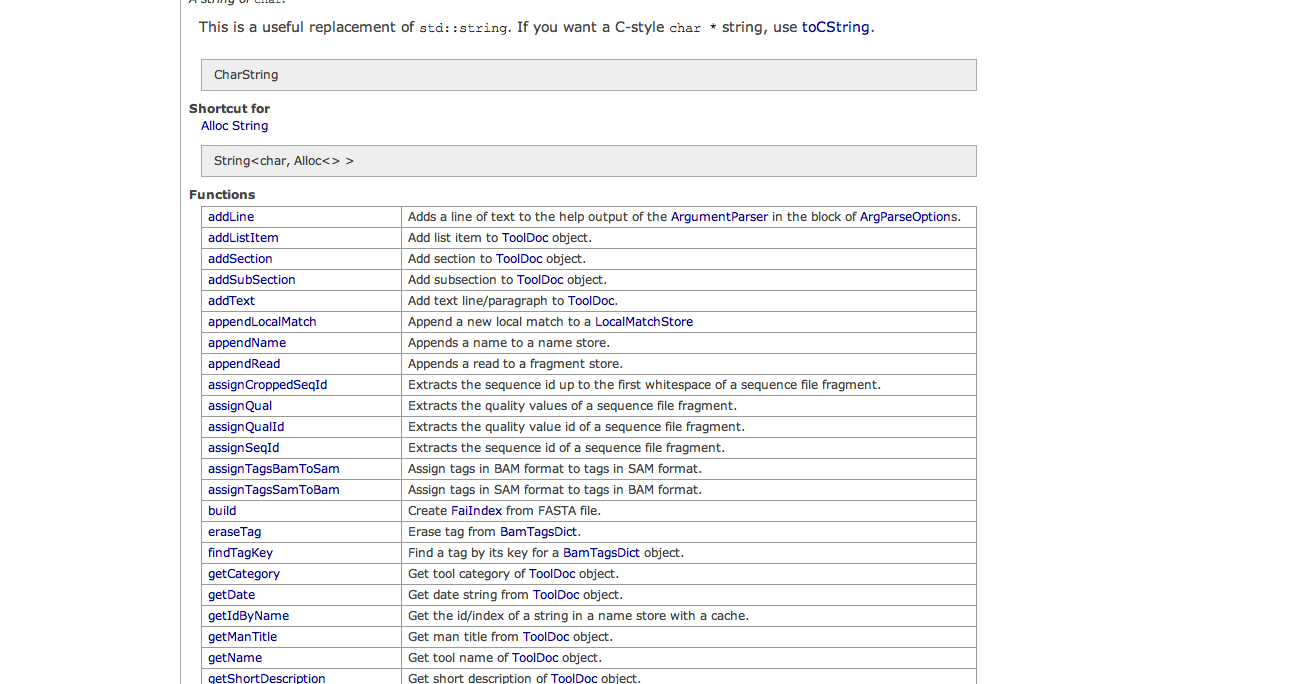 A string of char.
This is a useful replacement of std::string. If you want a C-style char * string, use toCString.
CharString
Shortcut for
Alloc String
String<char, Alloc<> >
Functions
addLine Adds a line of text to the help output of the ArgumentParser in the block of ArgParseOptions.
addListItem Add list item to ToolDoc object.
addSection Add section to ToolDoc object.
addSubSection Add subsection to ToolDoc object.
addText Add text line/paragraph to ToolDoc.
appendLocalMatch Append a new local match to a LocalMatchStore
appendName Appends a name to a name store.
appendRead Appends a read to a fragment store.
assignCroppedSeqId Extracts the sequence id up to the first whitespace of a sequence file fragment.
assignQual Extracts the quality values of a sequence file fragment.
assignQualId Extracts the quality value id of a sequence file fragment.
assignSeqId Extracts the sequence id of a sequence file fragment.
assignTagsBamToSam Assign tags in BAM format to tags in SAM format.
assignTagsSamToBam Assign tags in SAM format to tags in BAM format.
build Create FaiIndex from FASTA file.
eraseTag Erase tag from BamTagsDict.
findTagKey Find a tag by its key for a BamTagsDict object.
getCategory Get tool category of ToolDoc object.
getDate Get date string from ToolDoc object.
getIdByName Get the id/index of a string in a name store with a cache.
getManTitle Get man title from ToolDoc object.
getName Get tool name of ToolDoc object.
getShortDescription Get short description of ToolDoc object.